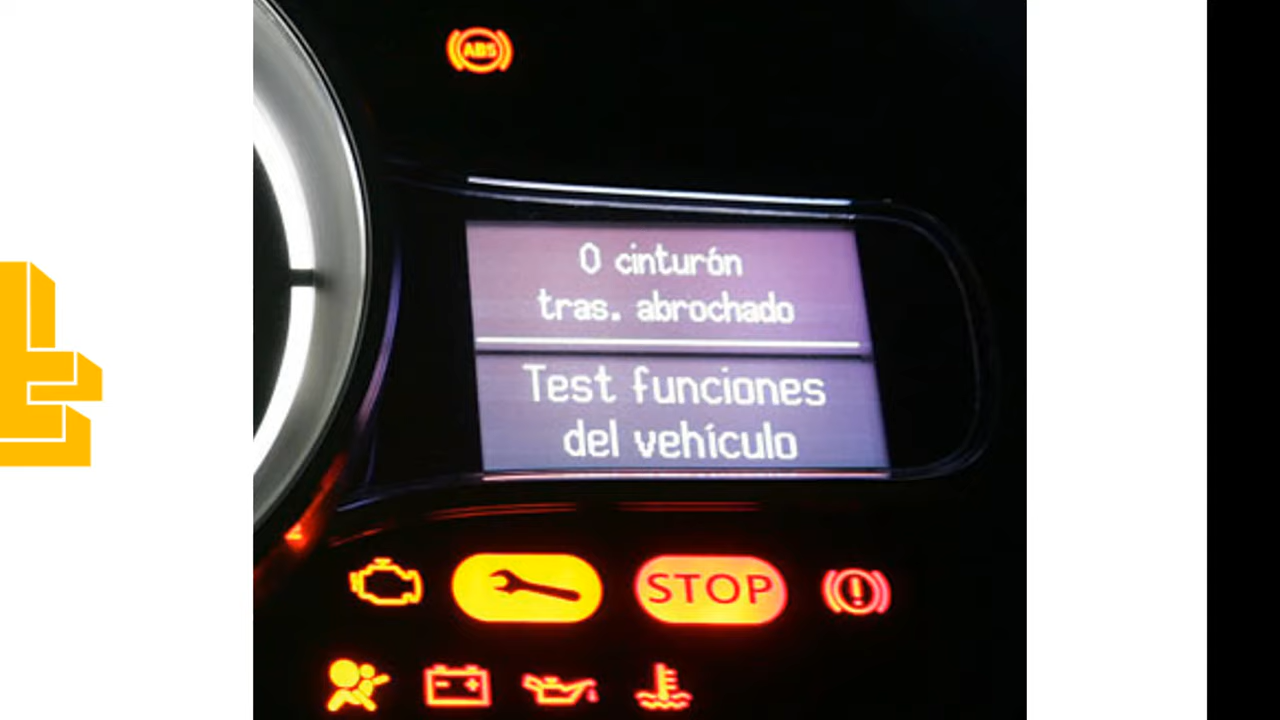 ABS
0 cinturón
tras. abrochado
Test funciones
del vehículo
STOP